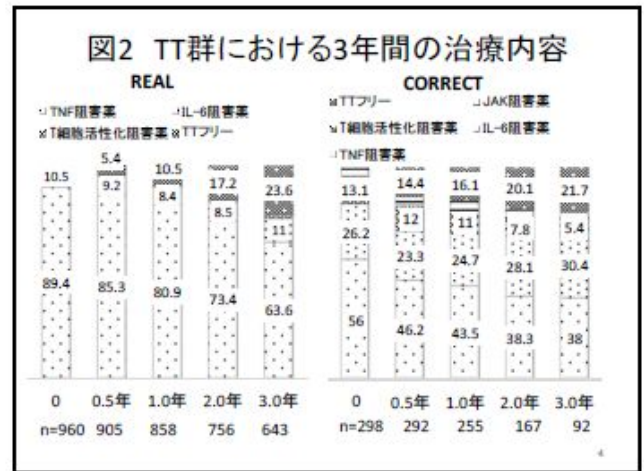 図2 TT群における3年間の治療内容
REAL
TNF阻害薬 IL-6阻害薬
T細胞活性化阻害薬 TTフリー
10.5 5.4 10.5 17.2 23.6
9.2 8.4 8.5 11
89.4 85.3 80.9 73.4 63.6
0 0.5年 1.0年 2.0年 3.0年
n=960 905 858 756 643
CORRECT
TTフリー JAK阻害薬
T細胞活性化阻害薬 IL-6阻害薬
TNF阻害薬
13.1 14.4 16.1 20.1 21.7
12 11 7.8 5.4
26.2 23.3 24.7 28.1 30.4
56 46.2 43.5 38.3 38
0 0.5年 1.0年 2.0年 3.0年
n=298 292 255 167 92
4